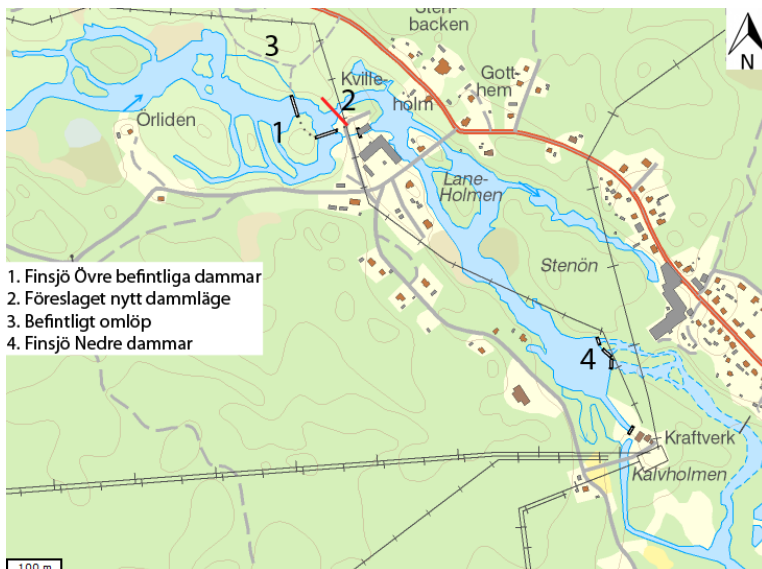 Sten-
backen
N
3
Kville-
holm
Gott-
hem
2
Örliden
1
Lane-
Holmen
Stenön
1. Finsjö Övre befintliga dammar
2. Föreslaget nytt dammläge
3. Befintligt omlöp
4. Finsjö Nedre dammar
4
Kraftverk
Kalvholmen
100 m